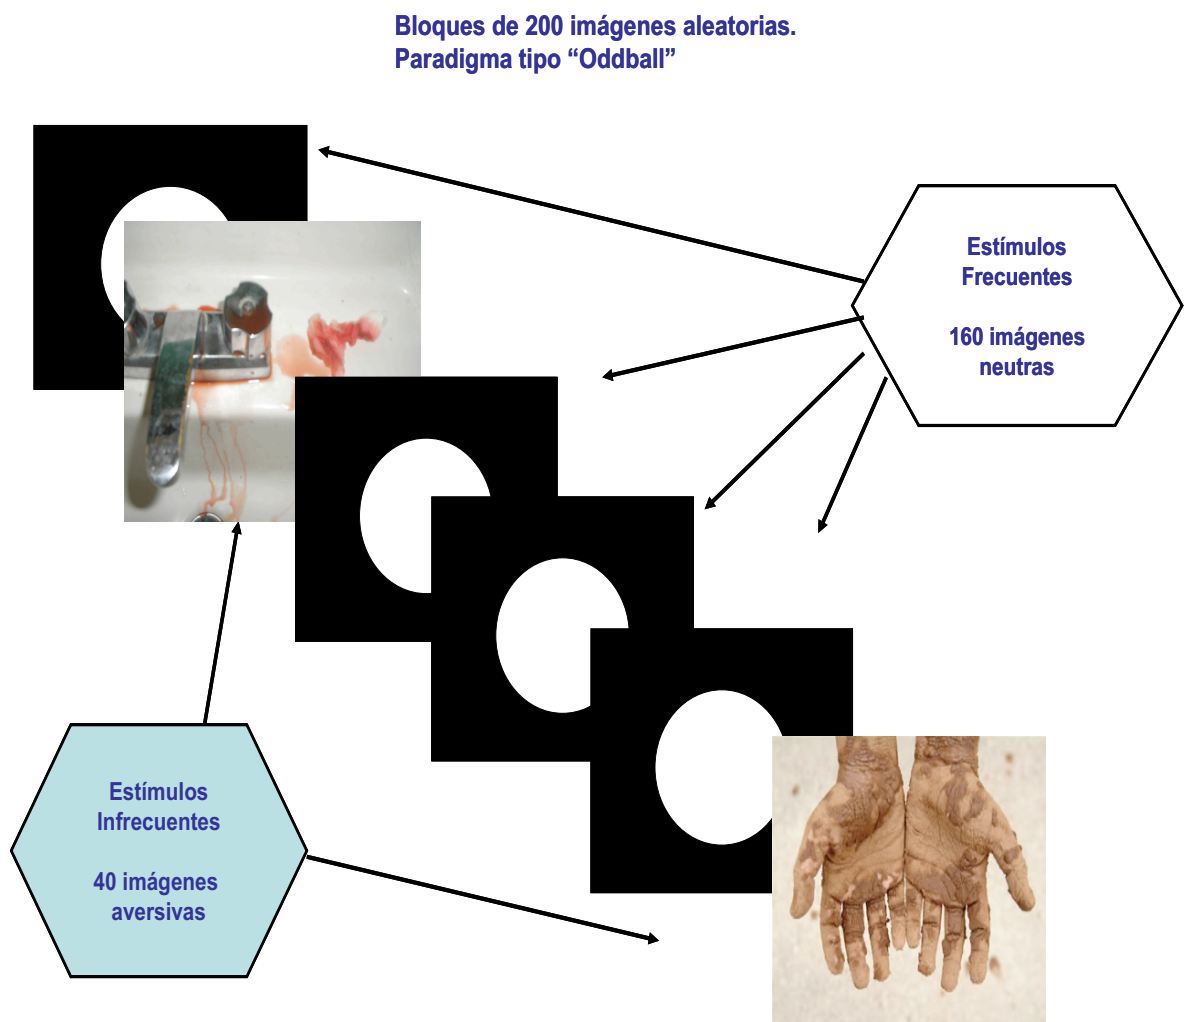 Bloques de 200 imágenes aleatorias.
Paradigma tipo “Oddball”
Estímulos
Frecuentes
160 imágenes
neutras
Estímulos
Infrecuentes
40 imágenes
aversivas